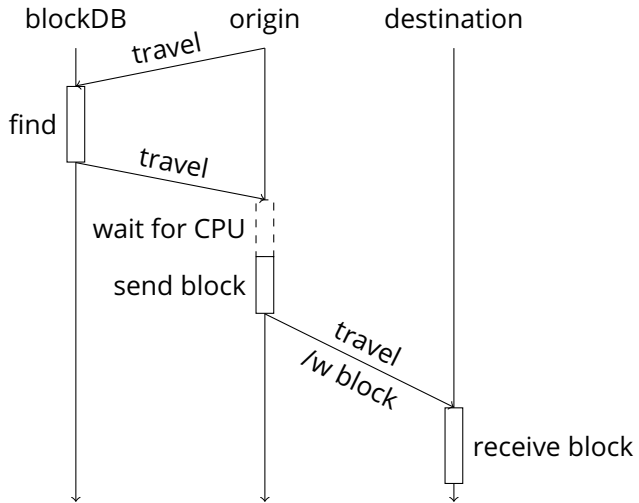 blockDB origin destination
travel
find
travel
wait for CPU
send block
travel
/w block
receive block